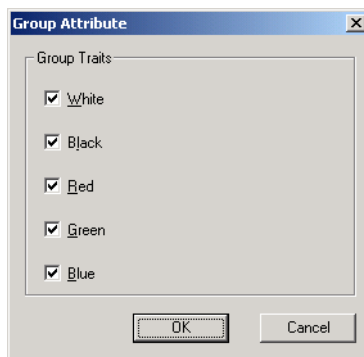 Group Attribute
Group Traits
White
Black
Red
Green
Blue
OK
Cancel